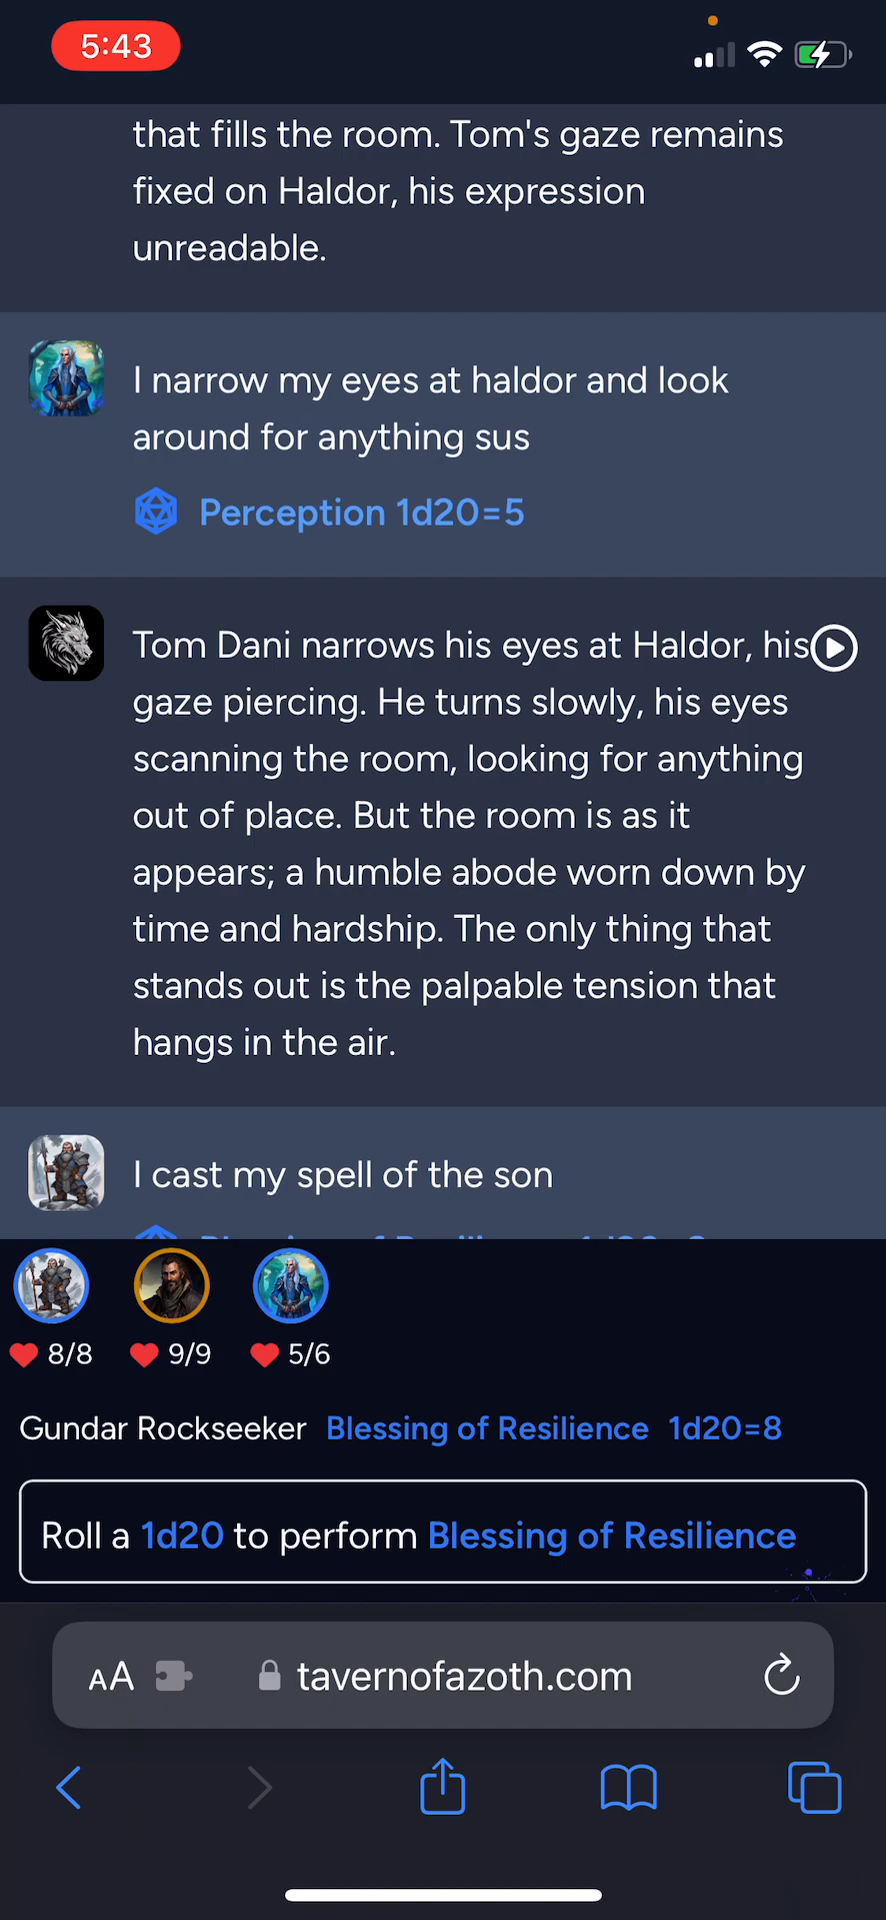 5:43
that fills the room. Tom's gaze remains
fixed on Haldor, his expression
unreadable.
I narrow my eyes at haldor and look
around for anything sus
Perception 1d20=5
Tom Dani narrows his eyes at Haldor, his
gaze piercing. He turns slowly, his eyes
scanning the room, looking for anything
out of place. But the room is as it
appears; a humble abode worn down by
time and hardship. The only thing that
stands out is the palpable tension that
hangs in the air.
I cast my spell of the son
8/8 9/9 5/6
Gundar Rockseeker Blessing of Resilience 1d20=8
Roll a 1d20 to perform Blessing of Resilience
AA tavernofazoth.com